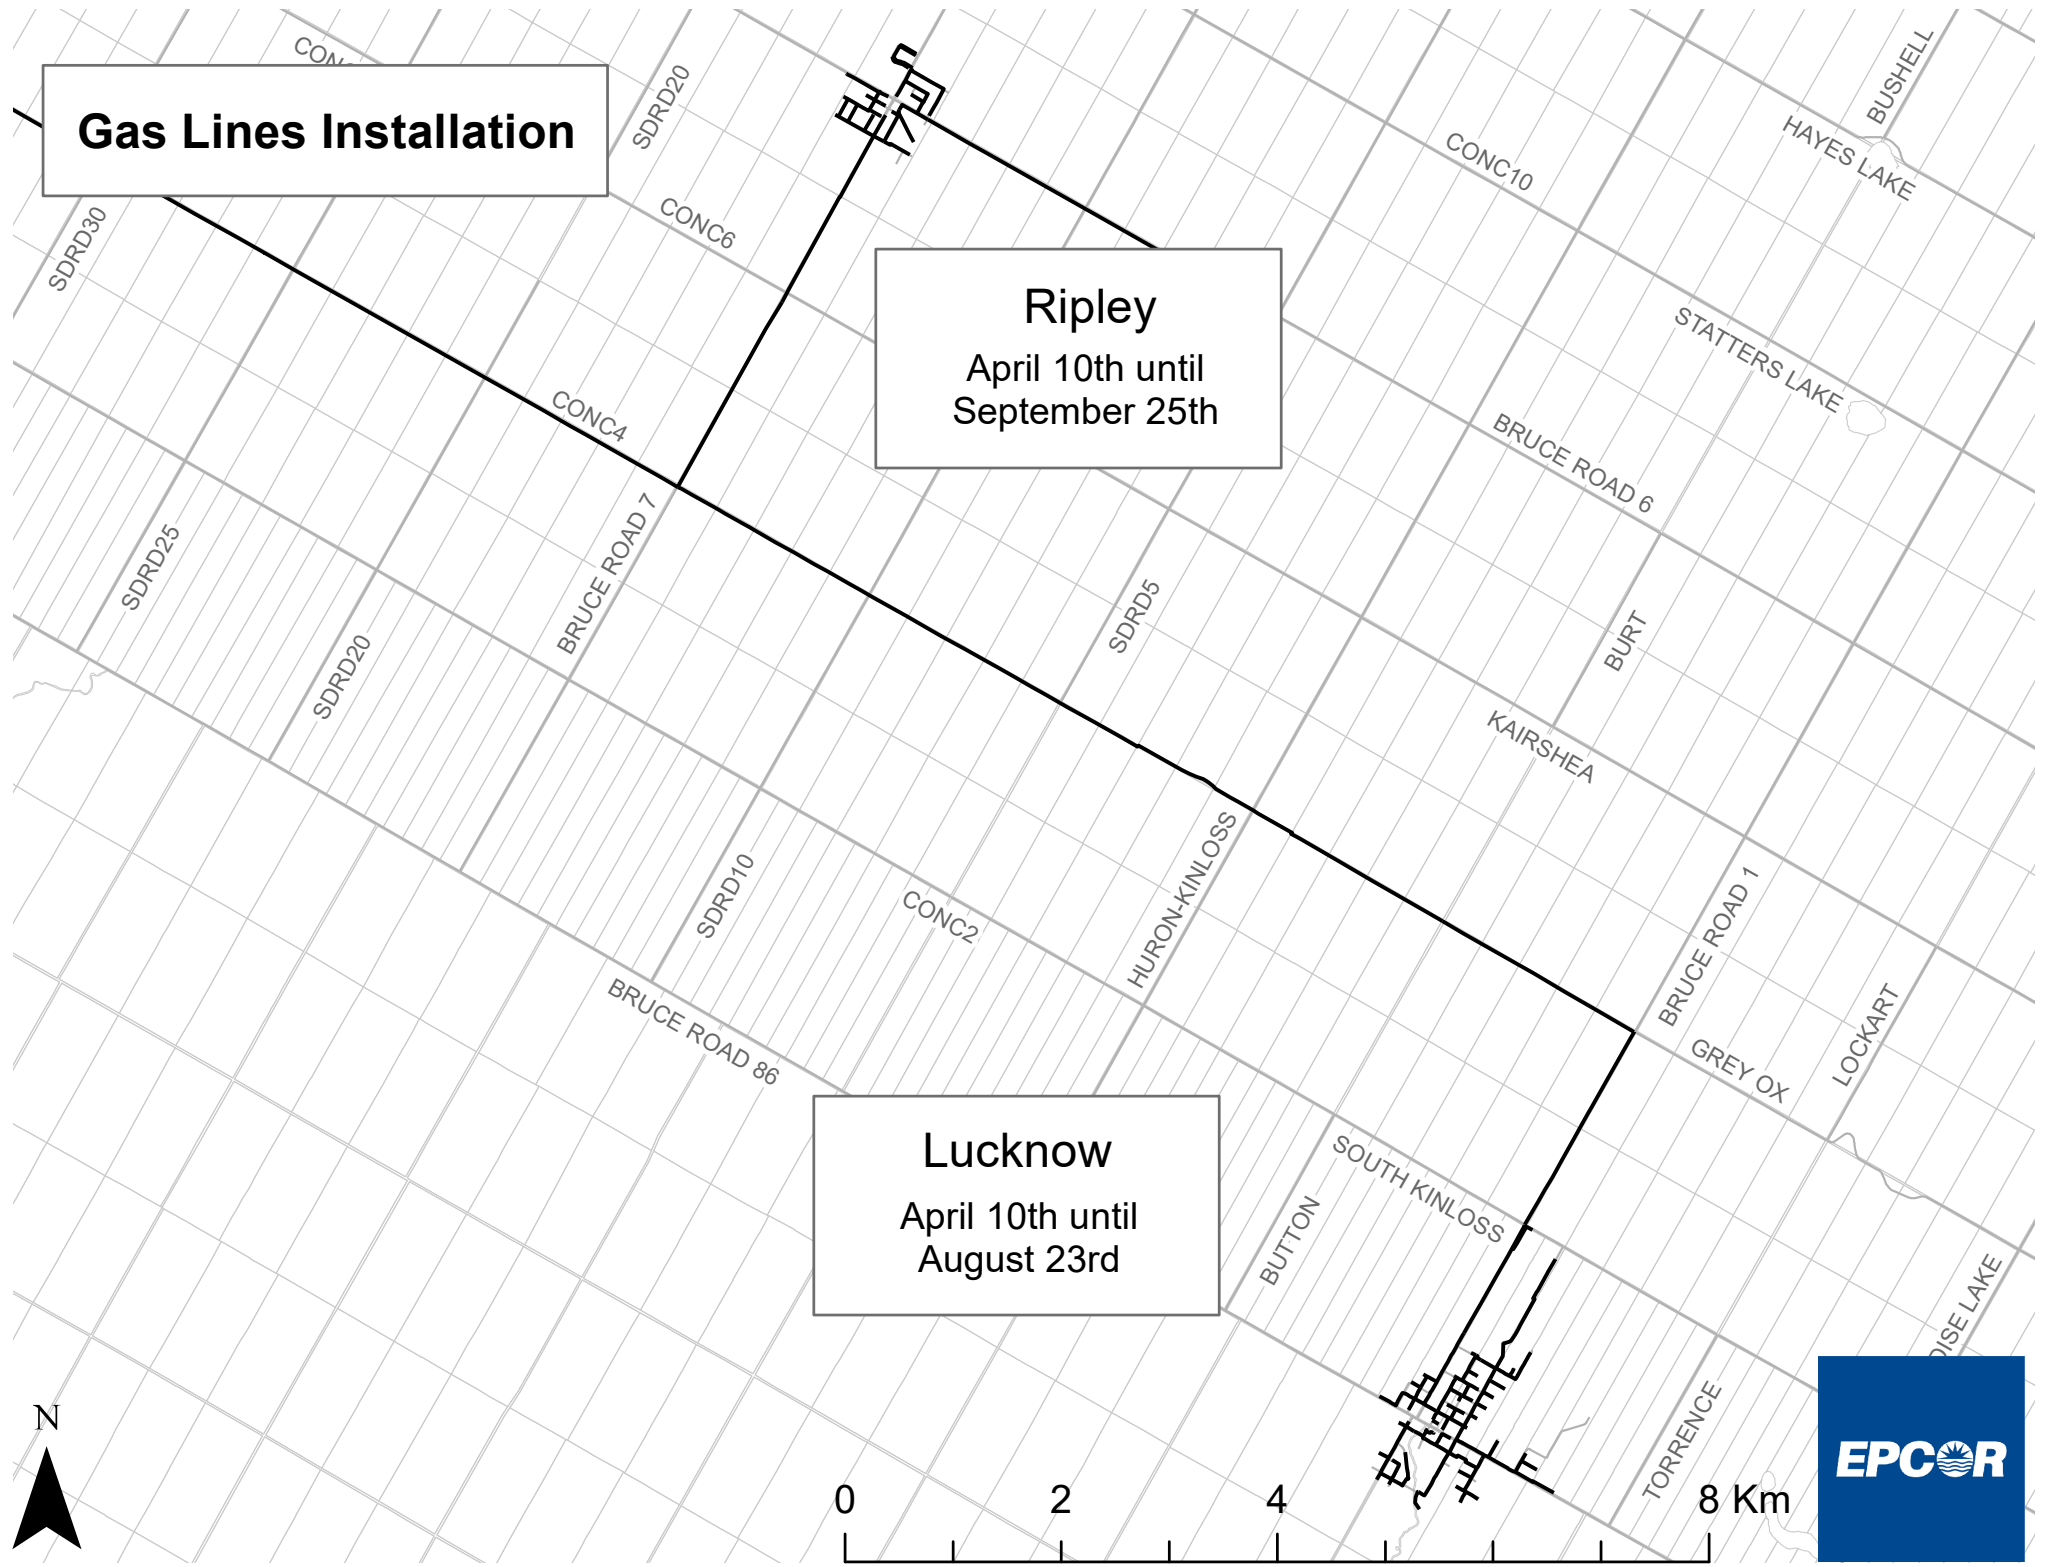 CONC
Gas Lines Installation
SDRD20
BUSHELL
HAYES LAKE
CONC10
SDRD30
CONC6
Ripley
April 10th until
September 25th
STATTERS LAKE
CONC4
BRUCE ROAD 6
BRUCE ROAD 7
SDRD25
SDRD5
BURT
SDRD20
KAIRSHEA
HURON-KINLOSS
SDRD10
CONC2
BRUCE ROAD 1
BRUCE ROAD 86
LOCKART
GREY OX
Lucknow
April 10th until
August 23rd
SOUTH KINLOSS
BUTTON
OISE LAKE
TORRENCE
N
EPCOR
0 2 4 8 Km